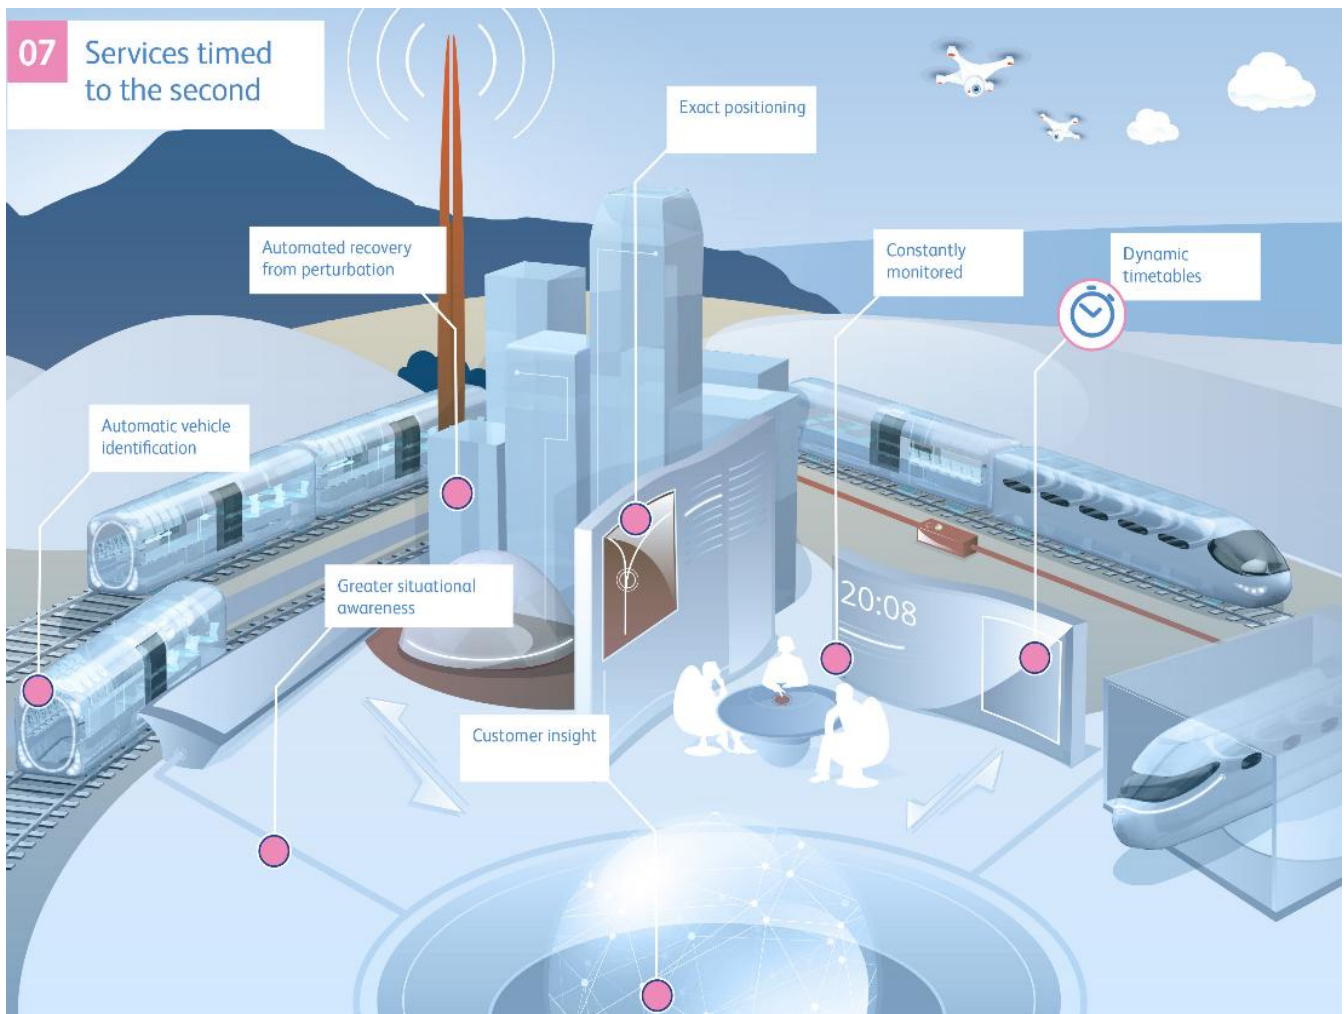 07
Services timed
to the second
Exact positioning
Automated recovery
from perturbation
Constantly
monitored
Dynamic
timetables
Automatic vehicle
identification
Greater situational
awareness
20:08
Customer insight